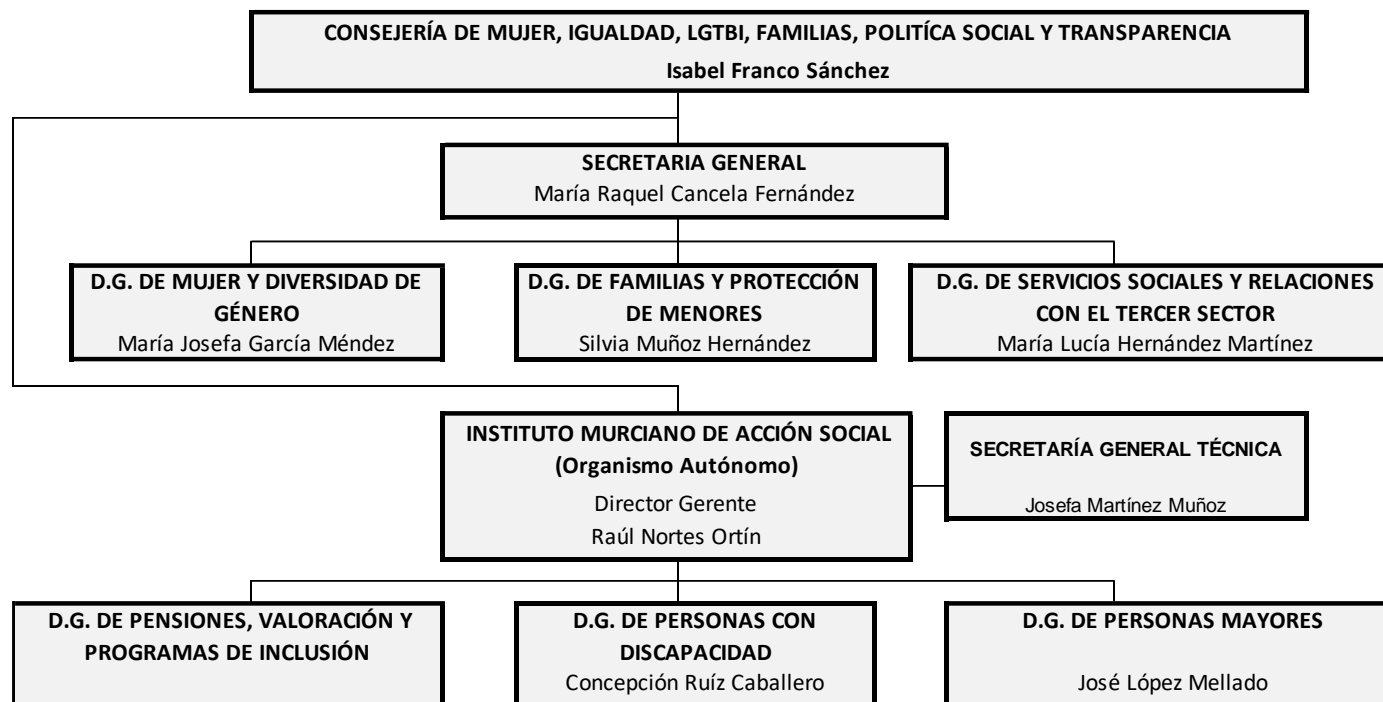 CONSEJERÍA DE MUJER, IGUALDAD, LGTBI, FAMILIAS, POLITÍCA SOCIAL Y TRANSPARENCIA
Isabel Franco Sánchez
SECRETARIA GENERAL
María Raquel Cancela Fernández
D.G. DE MUJER Y DIVERSIDAD DE
GÉNERO
María Josefa García Méndez
D.G. DE FAMILIAS Y PROTECCIÓN
DE MENORES
Silvia Muñoz Hernández
D.G. DE SERVICIOS SOCIALES Y RELACIONES
CON EL TERCER SECTOR
María Lucía Hernández Martínez
INSTITUTO MURCIANO DE ACCIÓN SOCIAL
(Organismo Autónomo)
Director Gerente
Raúl Nortes Ortín
SECRETARÍA GENERAL TÉCNICA
Josefa Martínez Muñoz
D.G. DE PENSIONES, VALORACIÓN Y
PROGRAMAS DE INCLUSIÓN
D.G. DE PERSONAS CON
DISCAPACIDAD
Concepción Ruíz Caballero
D.G. DE PERSONAS MAYORES
José López Mellado